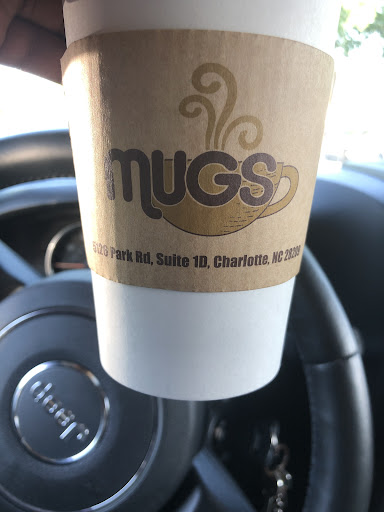 MUGS
Park Rd, Suite 1D, Charlotte, NC
Jeep